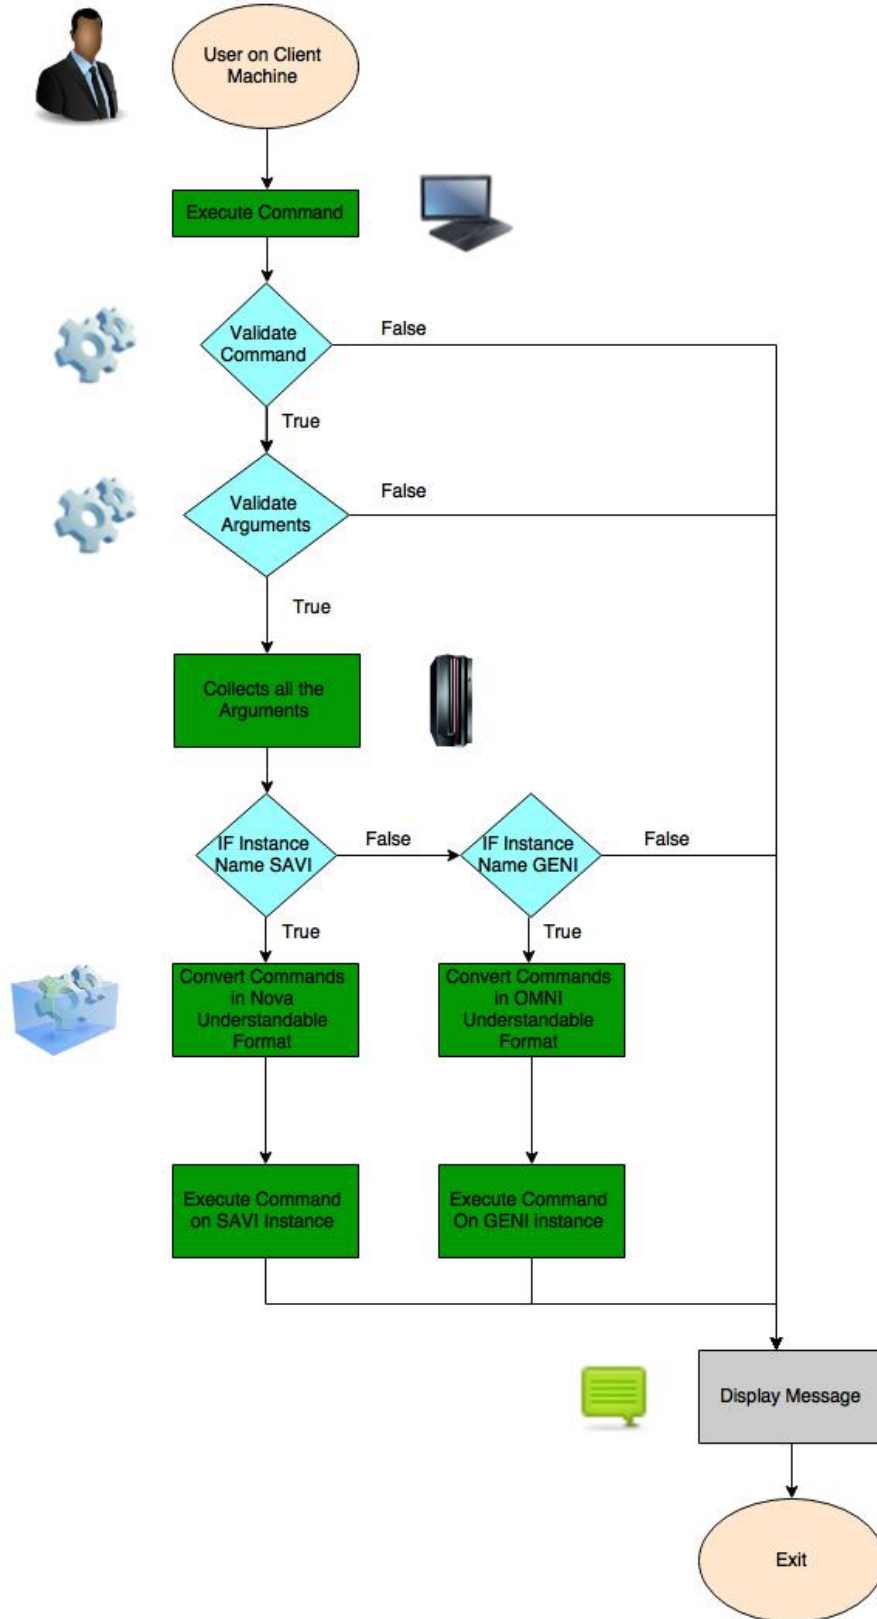 User on Client
Machine
Execute Command
Validate
Command
False
True
Validate
Arguments
False
True
Collects all the
Arguments
IF Instance
Name SAVI
False
IF Instance
Name GENI
False
True
True
Convert Commands
in Nova
Understandable
Format
Convert Commands
in OMNI
Understandable
Format
Execute Command
on SAVI Instance
Execute Command
On GENI instance
Display Message
Exit